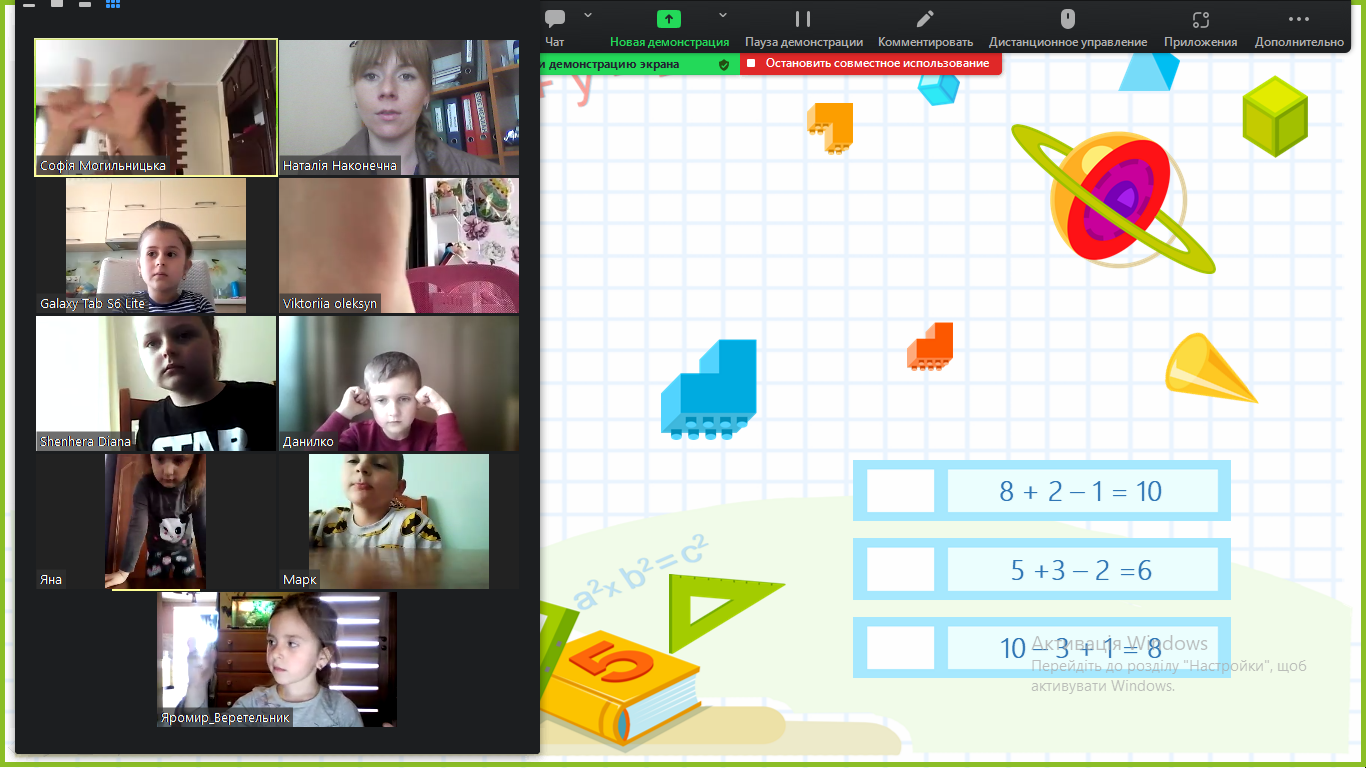 Чат
Новая демонстрация
Пауза демонстрации
Комментировать
Дистанционное управление
Приложения
Дополнительно
и демонстрацию экрана
Остановить совместное использование
+ y
Софія Могильницька
Наталія Наконечна
Galaxy Tab S6 Lite
Viktoriia oleksyn
Shenhera Diana
STAR
Данилко
Яна
Марк
Яромир_Веретельник
8 + 2 – 1 = 10
5 +3 – 2 =6
10 – 3 + 1 = 8
a²x b²=c²
5
Активація Windows
Перейдіть до розділу "Настройки", щоб
активувати Windows.